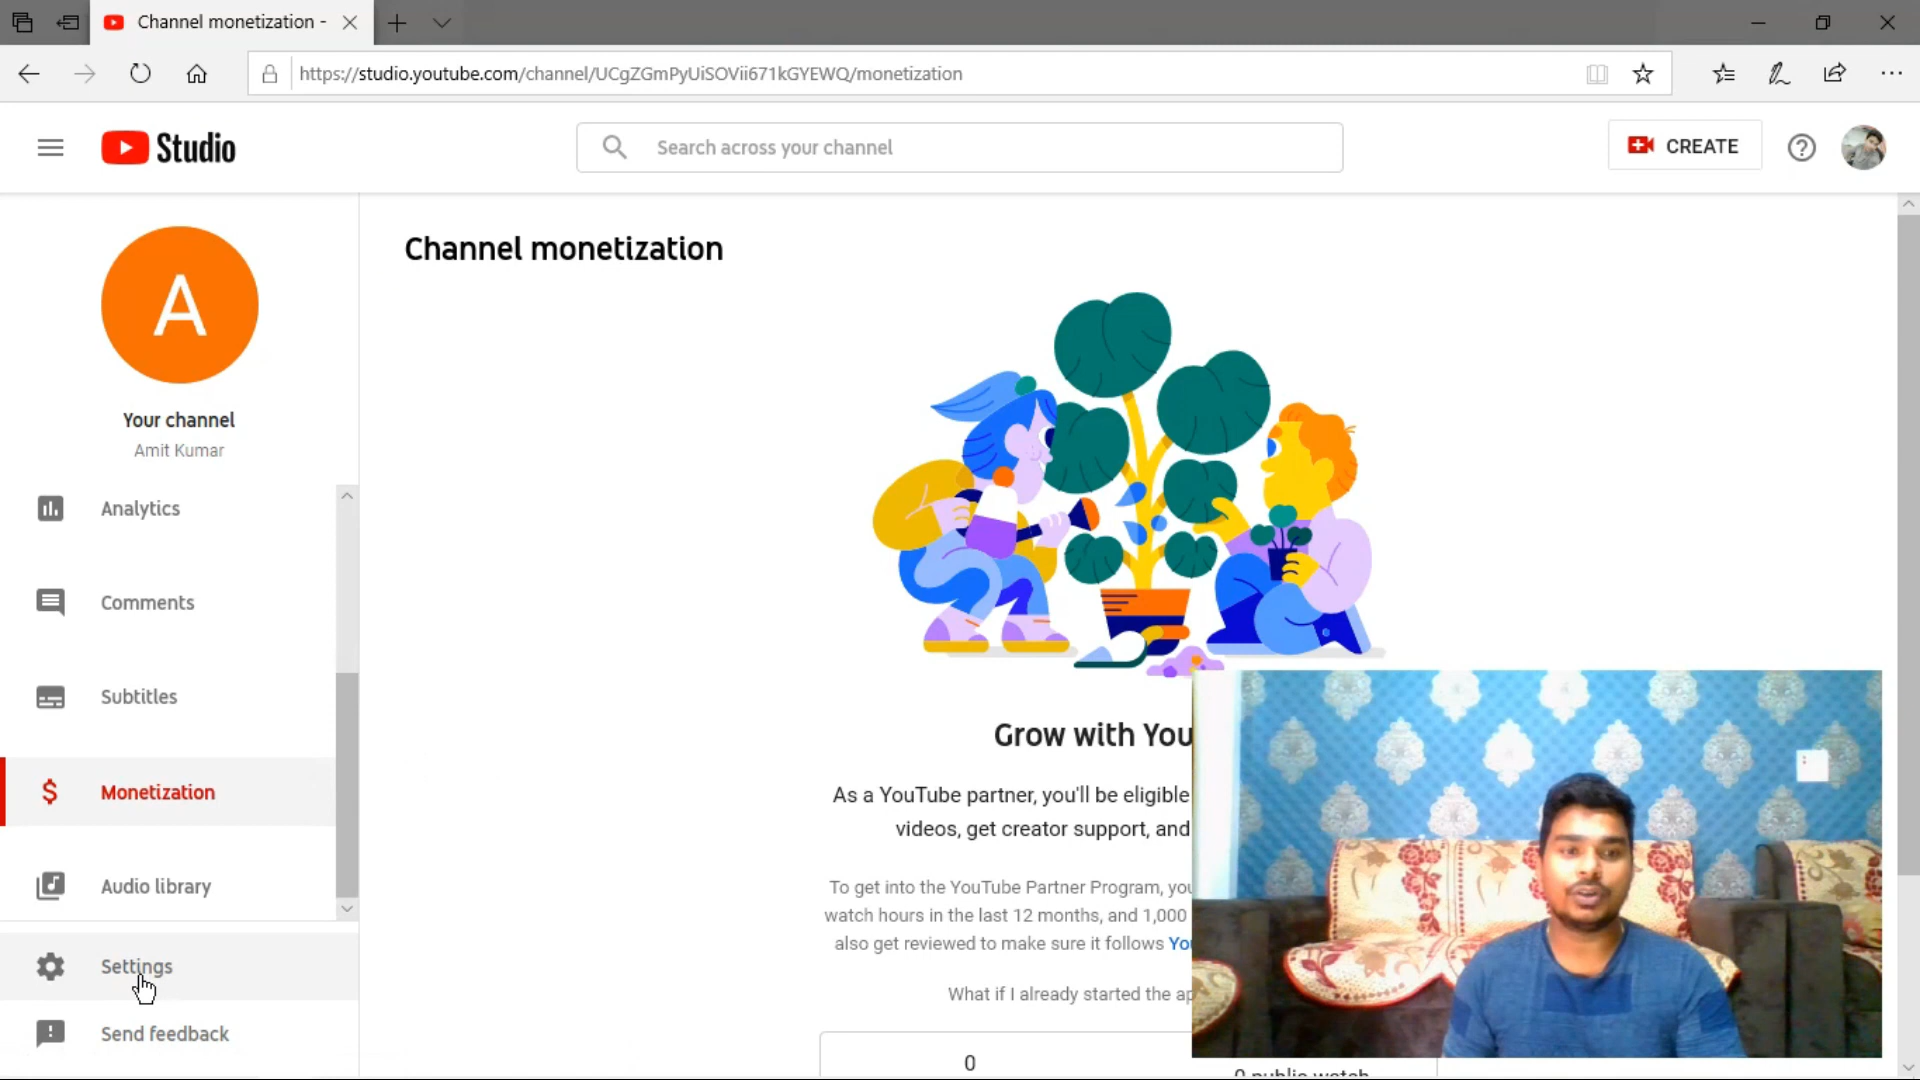 Channel monetization -
https://studio.youtube.com/channel/UCgZGmPyUiSOVii671kGYEWQ/monetization
Studio
Search across your channel
CREATE
A
Your channel
Amit Kumar
Analytics
Comments
Subtitles
Monetization
Audio library
Settings
Send feedback
Channel monetization
Grow with You
As a YouTube partner, you'll be eligible
videos, get creator support, and
To get into the YouTube Partner Program, you
watch hours in the last 12 months, and 1,000
also get reviewed to make sure it follows You
What if I already started the ap
0
0 public watch